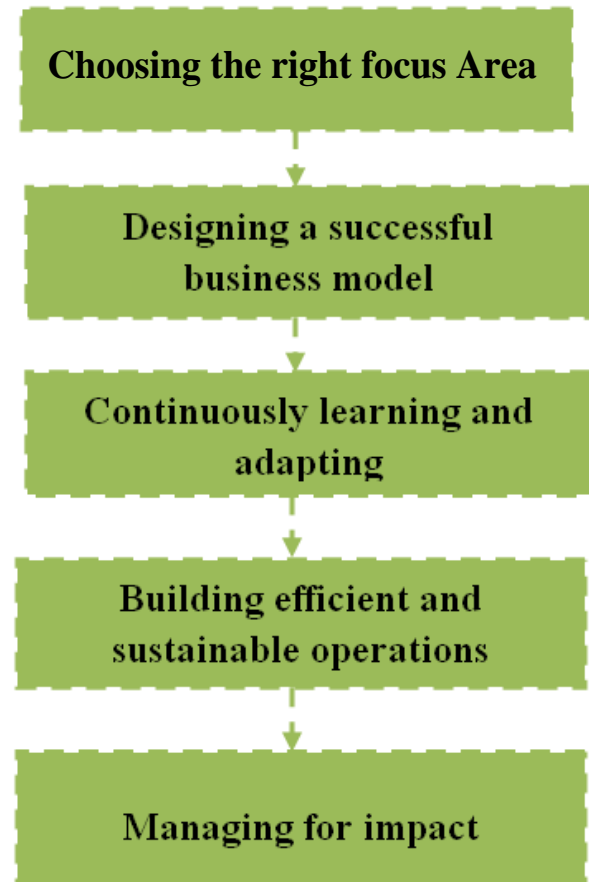 Choosing the right focus Area
Designing a successful
business model
Continuously learning and
adapting
Building efficient and
sustainable operations
Managing for impact